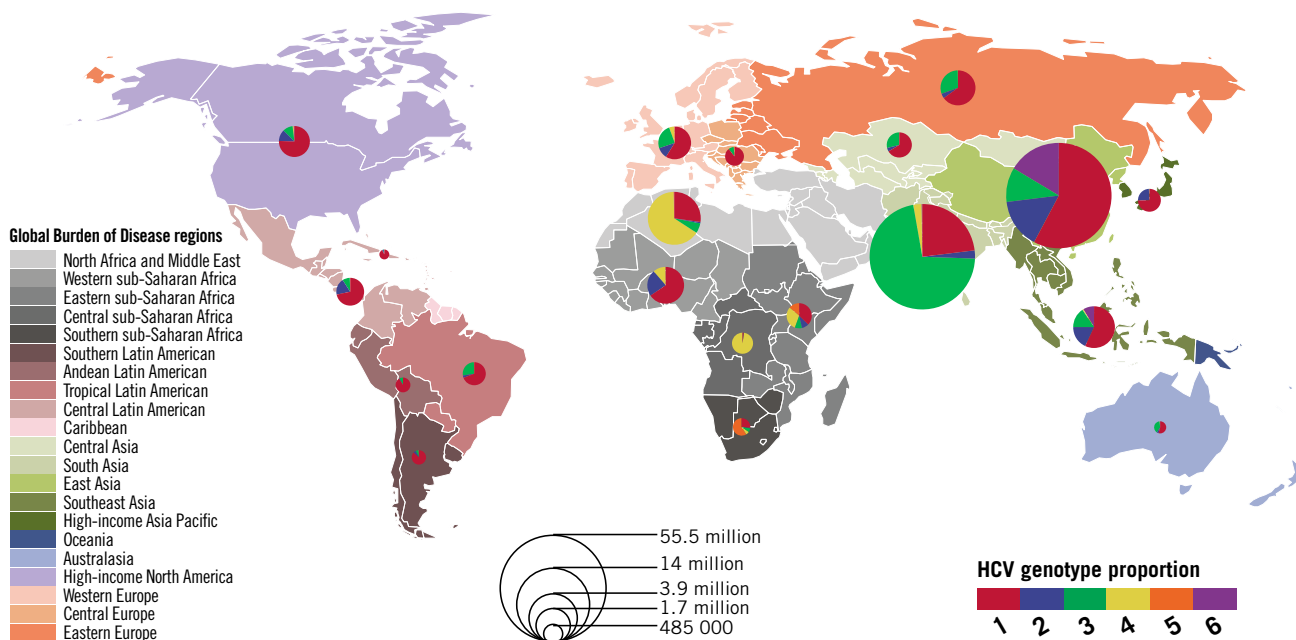 Global Burden of Disease regions
North Africa and Middle East
Western sub-Saharan Africa
Eastern sub-Saharan Africa
Central sub-Saharan Africa
Southern sub-Saharan Africa
Southern Latin American
Andean Latin American
Tropical Latin American
Central Latin American
Caribbean
Central Asia
South Asia
East Asia
Southeast Asia
High-income Asia Pacific
Oceania
Australasia
High-income North America
Western Europe
Central Europe
Eastern Europe
55.5 million
14 million
3.9 million
1.7 million
485 000
HCV genotype proportion
1 2 3 4 5 6